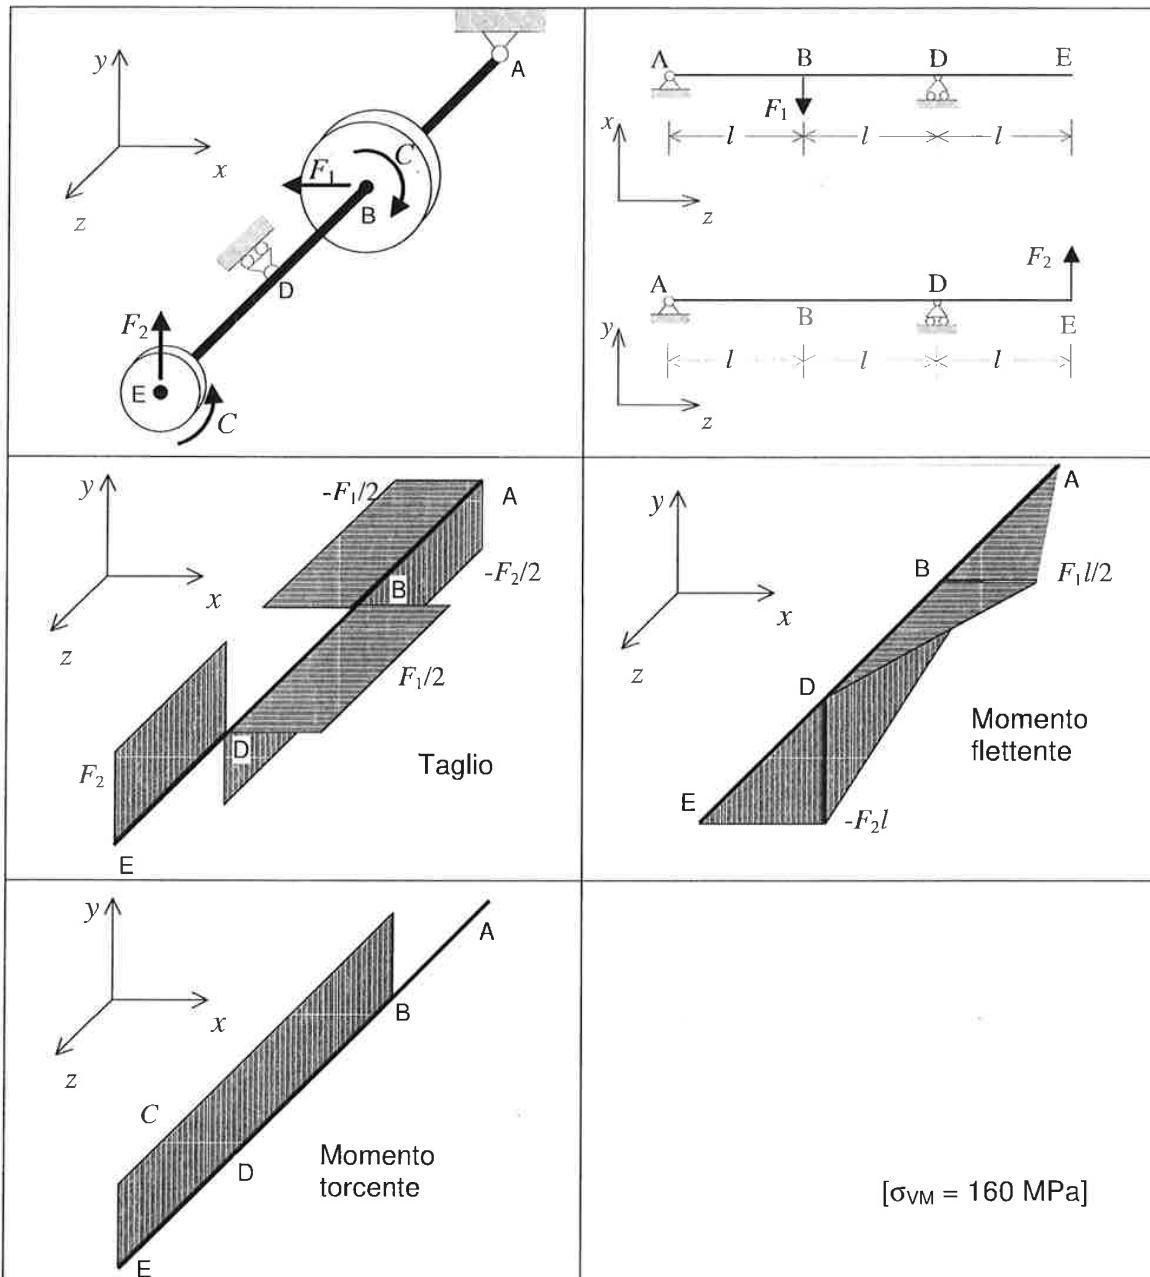 y
x
z
A
B
C
F₁
D
F₂
E
C
A B D E
F₁
x
l l l
z
F₂
A B D E
y
l l l
z
y
x
z
-F₁/2
A
-F₂/2
B
F₁/2
D
F₂
E
Taglio
y
x
z
A
B
F₁l/2
D
E
-F₂l
Momento
flettente
y
x
z
A
B
C
D
E
Momento
torcente
[σVM = 160 MPa]